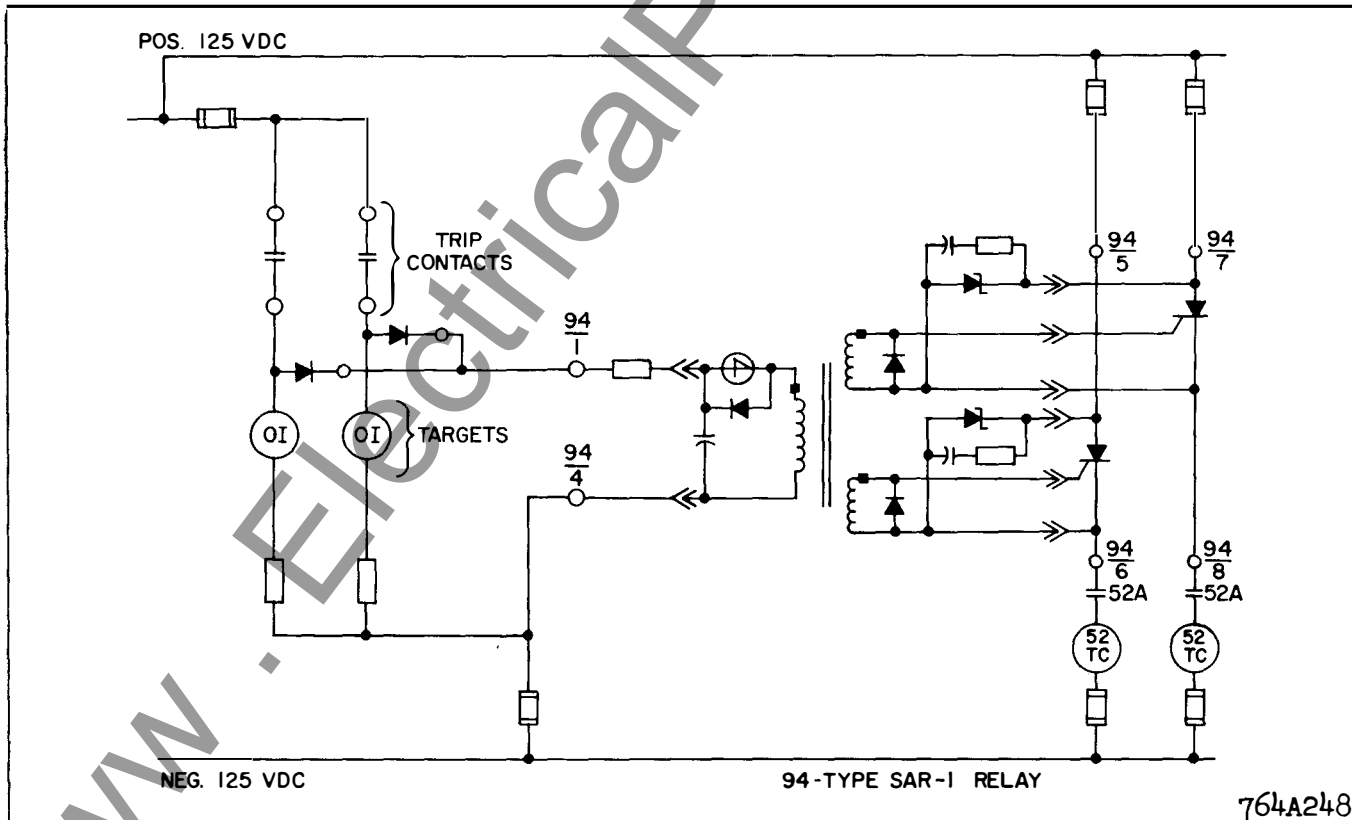 POS. 125 VDC
TRIP
CONTACTS
94
5
94
7
94
1
OI
OI
TARGETS
94
4
94
6
52A
94
8
52A
52
TC
52
TC
NEG. 125 VDC
94-TYPE SAR-1 RELAY
764A248
www.ElectricalP